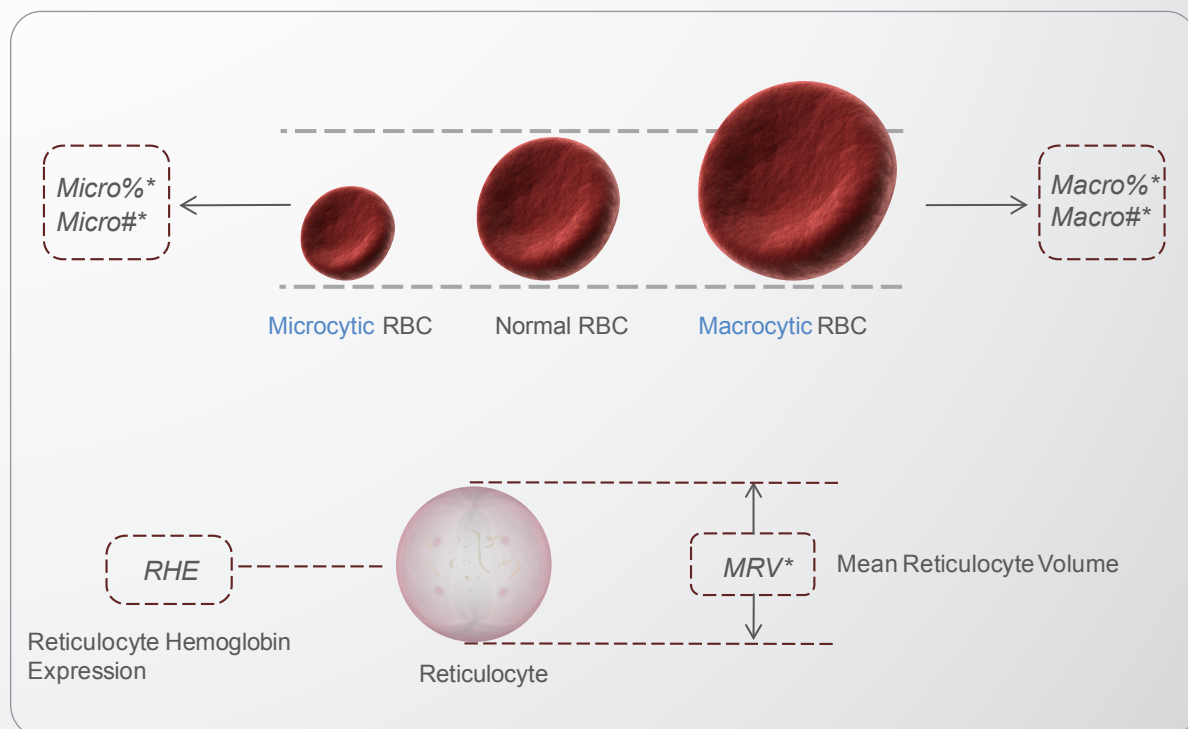 Micro%*
Micro#*
Macro%*
Macro#*
Microcytic RBC
Normal RBC
Macrocytic RBC
RHE
MRV*
Mean Reticulocyte Volume
Reticulocyte Hemoglobin
Expression
Reticulocyte